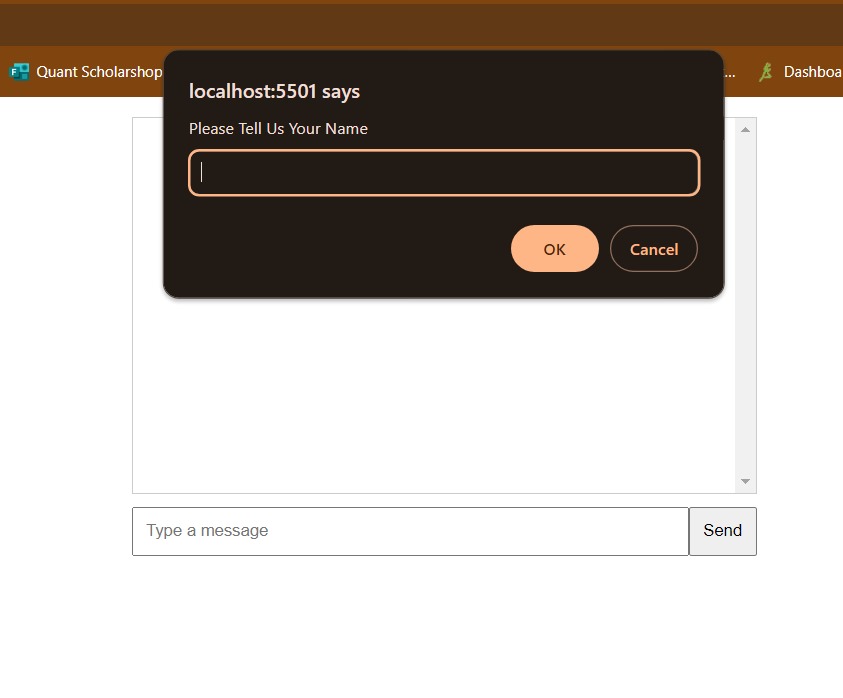 Quant Scholarshop
...
Dashboa
localhost:5501 says
Please Tell Us Your Name
OK
Cancel
Type a message
Send